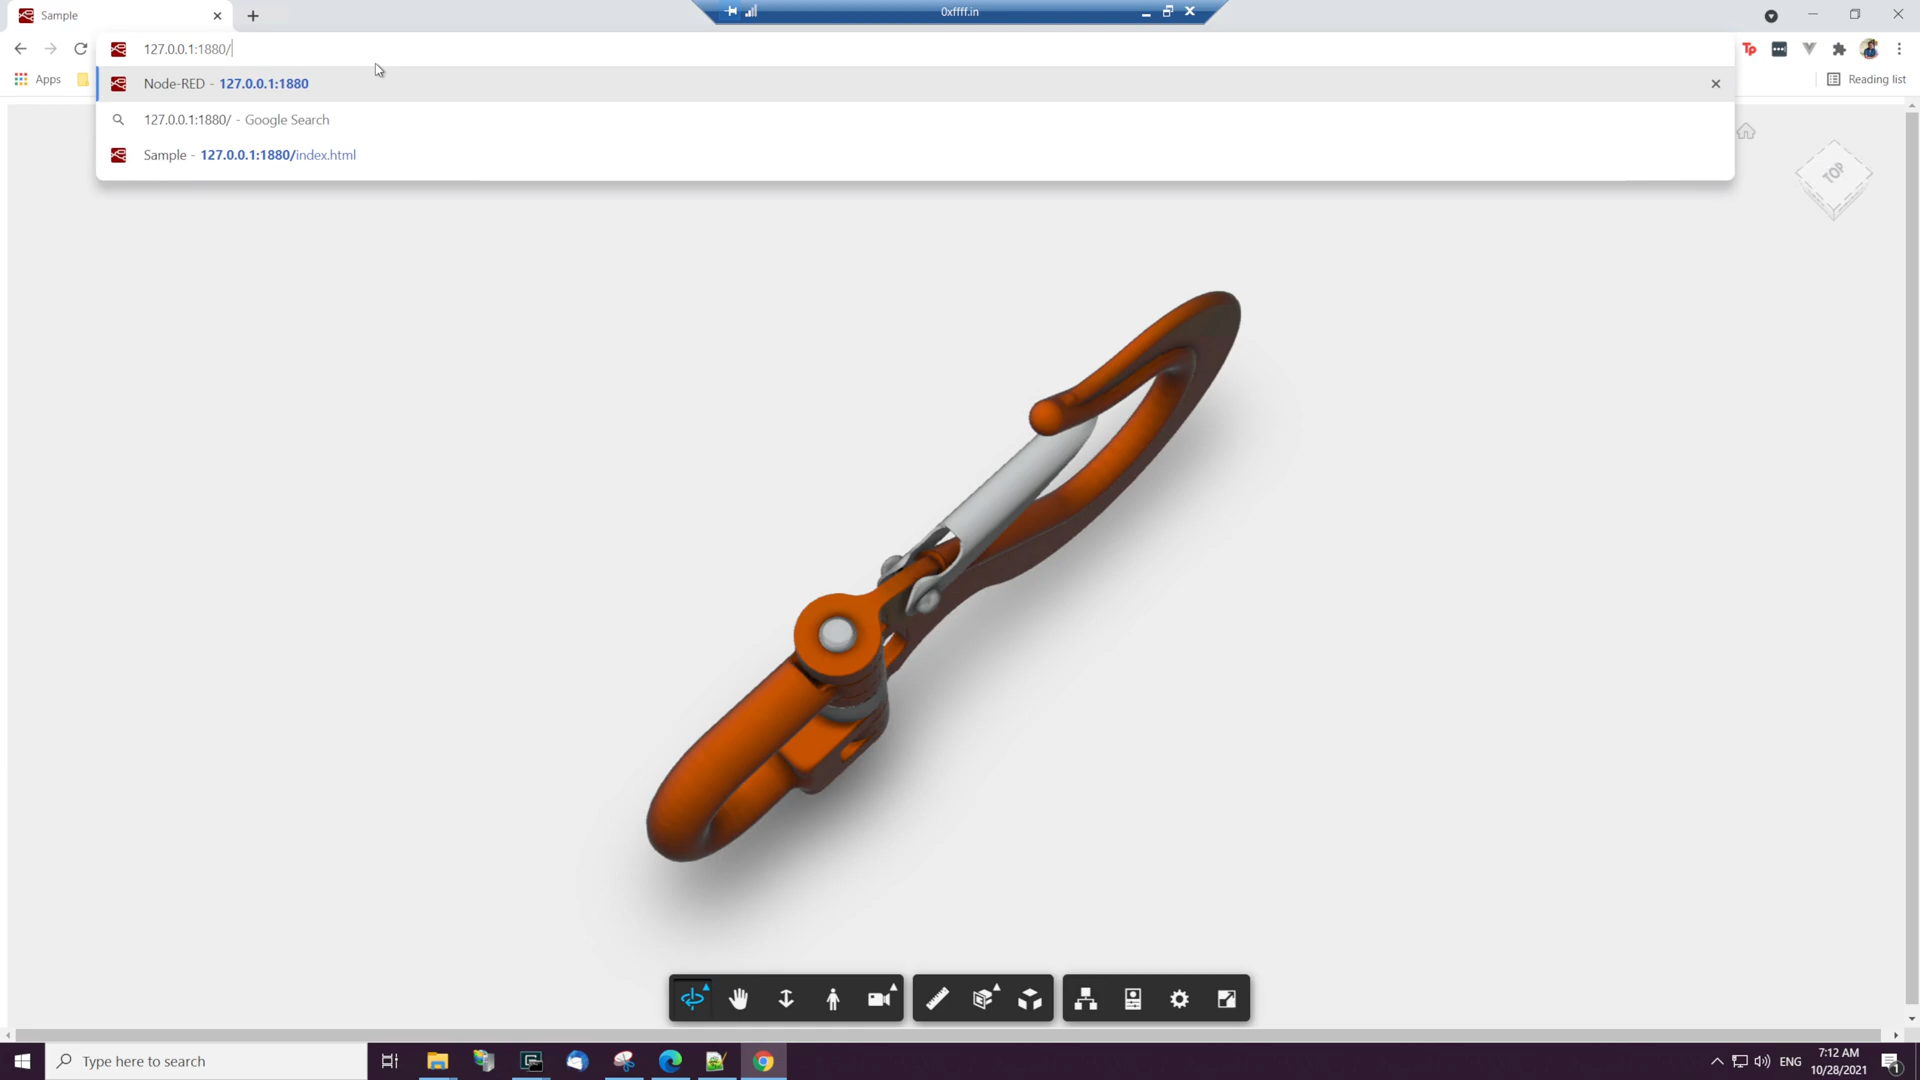 Sample
0xffff.in
127.0.0.1:1880/
Tp
Apps
Reading list
Node-RED - 127.0.0.1:1880
127.0.0.1:1880/ - Google Search
Sample - 127.0.0.1:1880/index.html
TOP
Type here to search
ENG
7:12 AM
10/28/2021
1